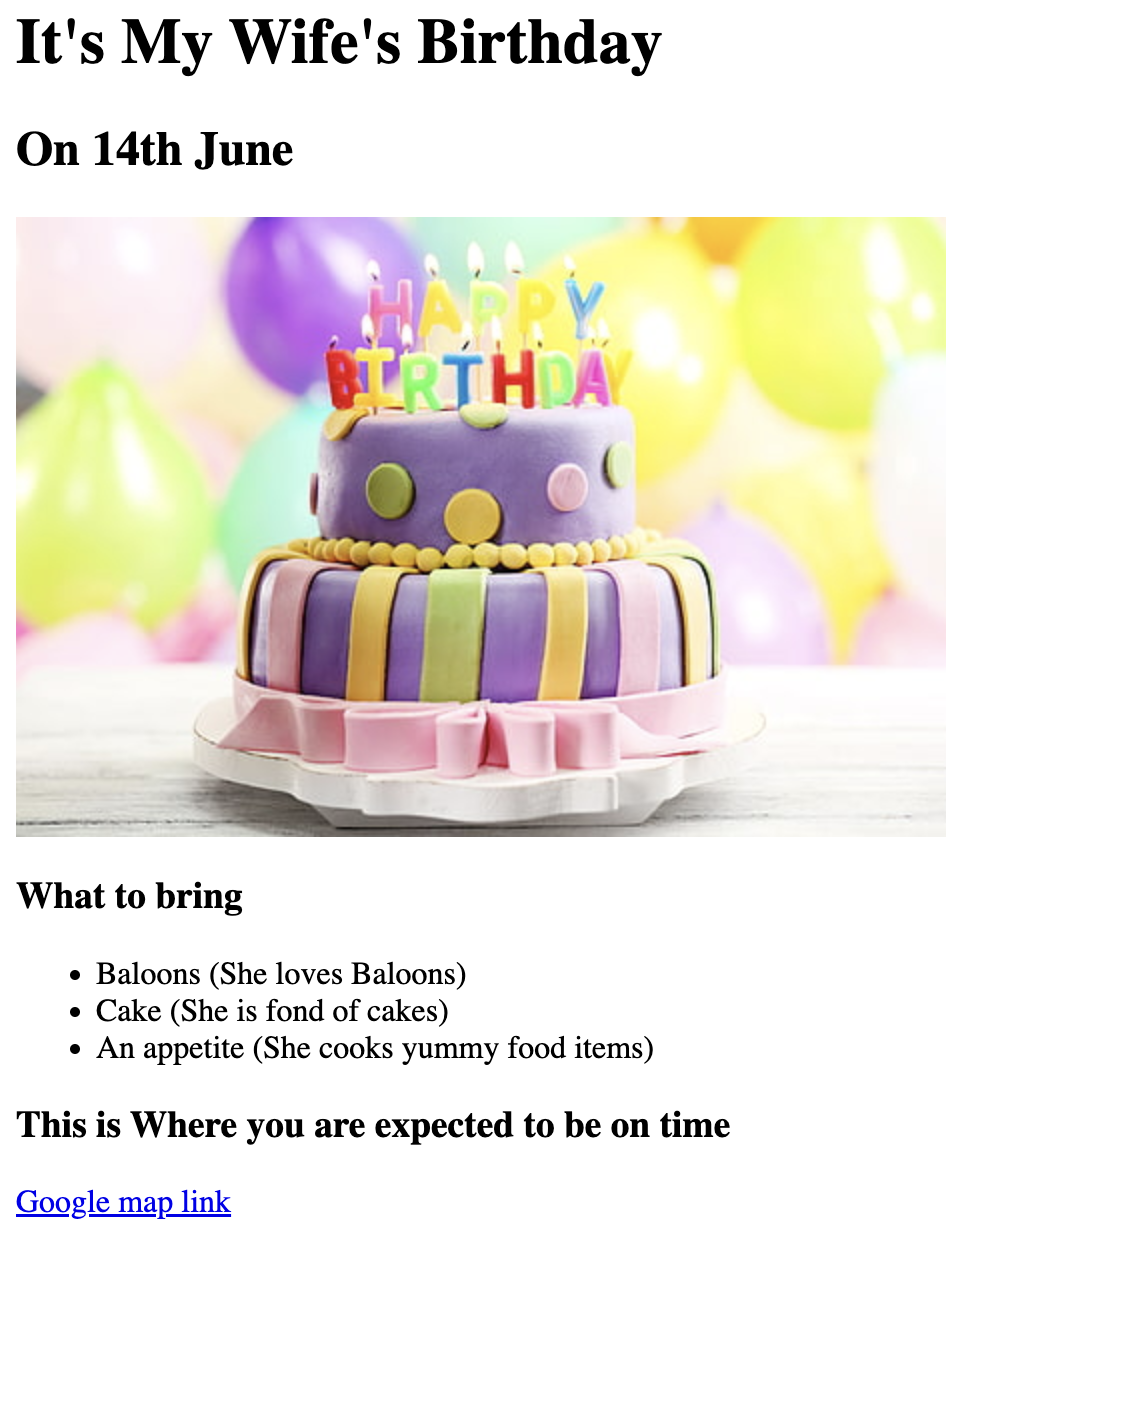 It's My Wife's Birthday
On 14th June
HAPPY
BIRTHDAY
What to bring
Baloons (She loves Baloons)
Cake (She is fond of cakes)
An appetite (She cooks yummy food items)
This is Where you are expected to be on time
Google map link